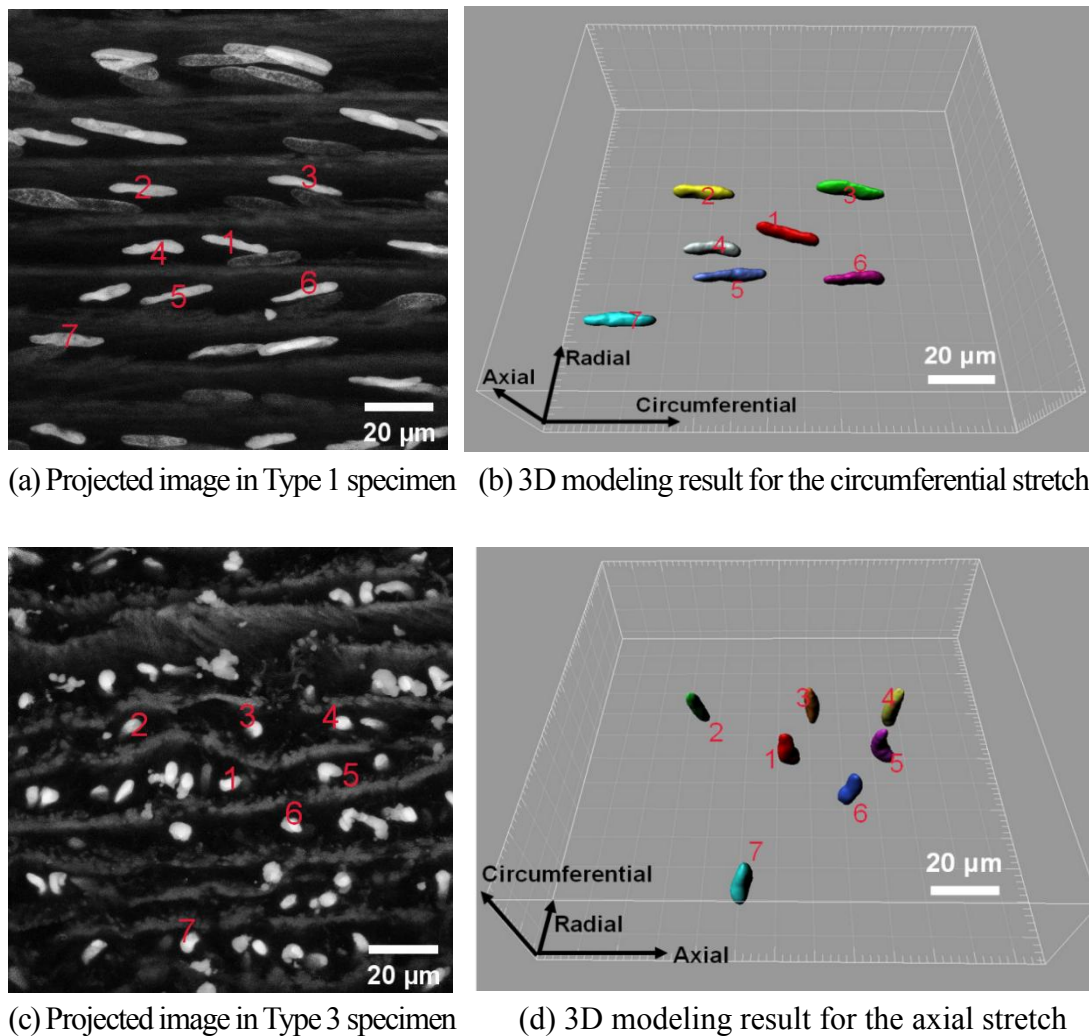 3
2
1
4
5
6
7
20 μm
2
3
1
4
6
5
7
Radial
Axial
Circumferential
20 μm
(a) Projected image in Type 1 specimen
(b) 3D modeling result for the circumferential stretch
2
3
4
1
5
6
7
20 μm
3
4
2
1
5
6
7
Circumferential
Radial
Axial
20 μm
(c) Projected image in Type 3 specimen
(d) 3D modeling result for the axial stretch